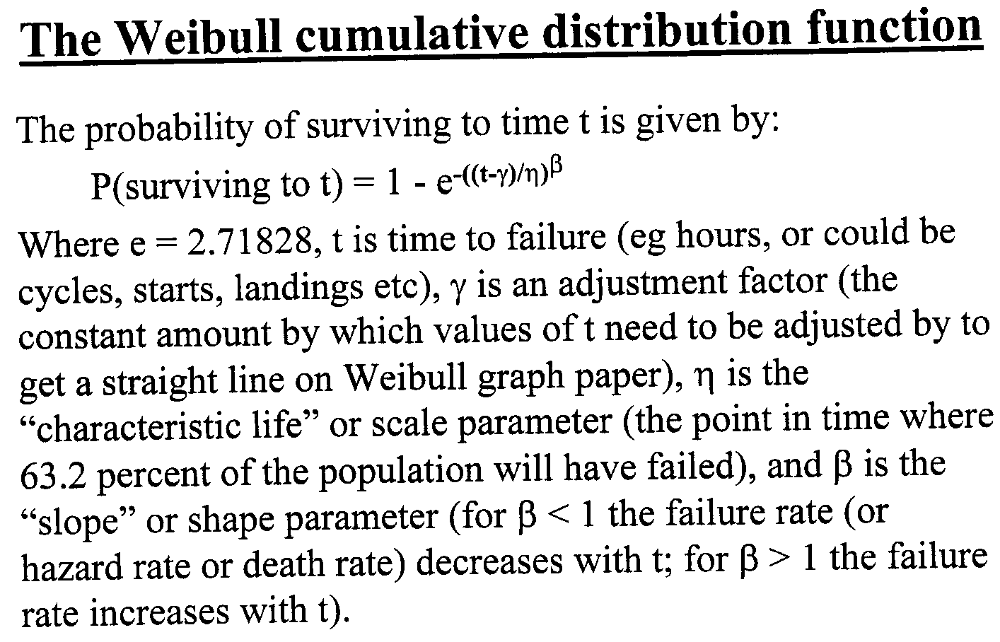 The Weibull cumulative distribution function
The probability of surviving to time t is given by:
P(surviving to t) = 1 - e-((t-γ)/η)β
Where e = 2.71828, t is time to failure (eg hours, or could be
cycles, starts, landings etc), γ is an adjustment factor (the
constant amount by which values of t need to be adjusted by to
get a straight line on Weibull graph paper), η is the
“characteristic life” or scale parameter (the point in time where
63.2 percent of the population will have failed), and β is the
“slope” or shape parameter (for β < 1 the failure rate (or
hazard rate or death rate) decreases with t; for β > 1 the failure
rate increases with t).